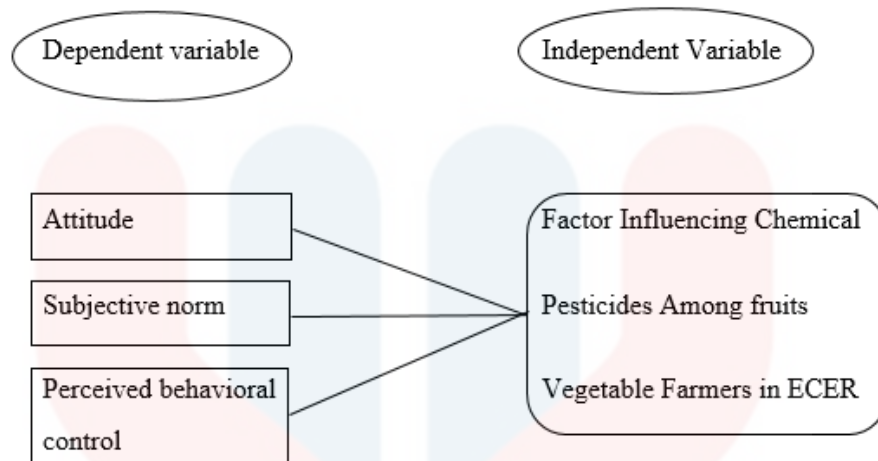 Dependent variable
Independent Variable
Attitude
Subjective norm
Perceived behavioral
control
Factor Influencing Chemical
Pesticides Among fruits
Vegetable Farmers in ECER